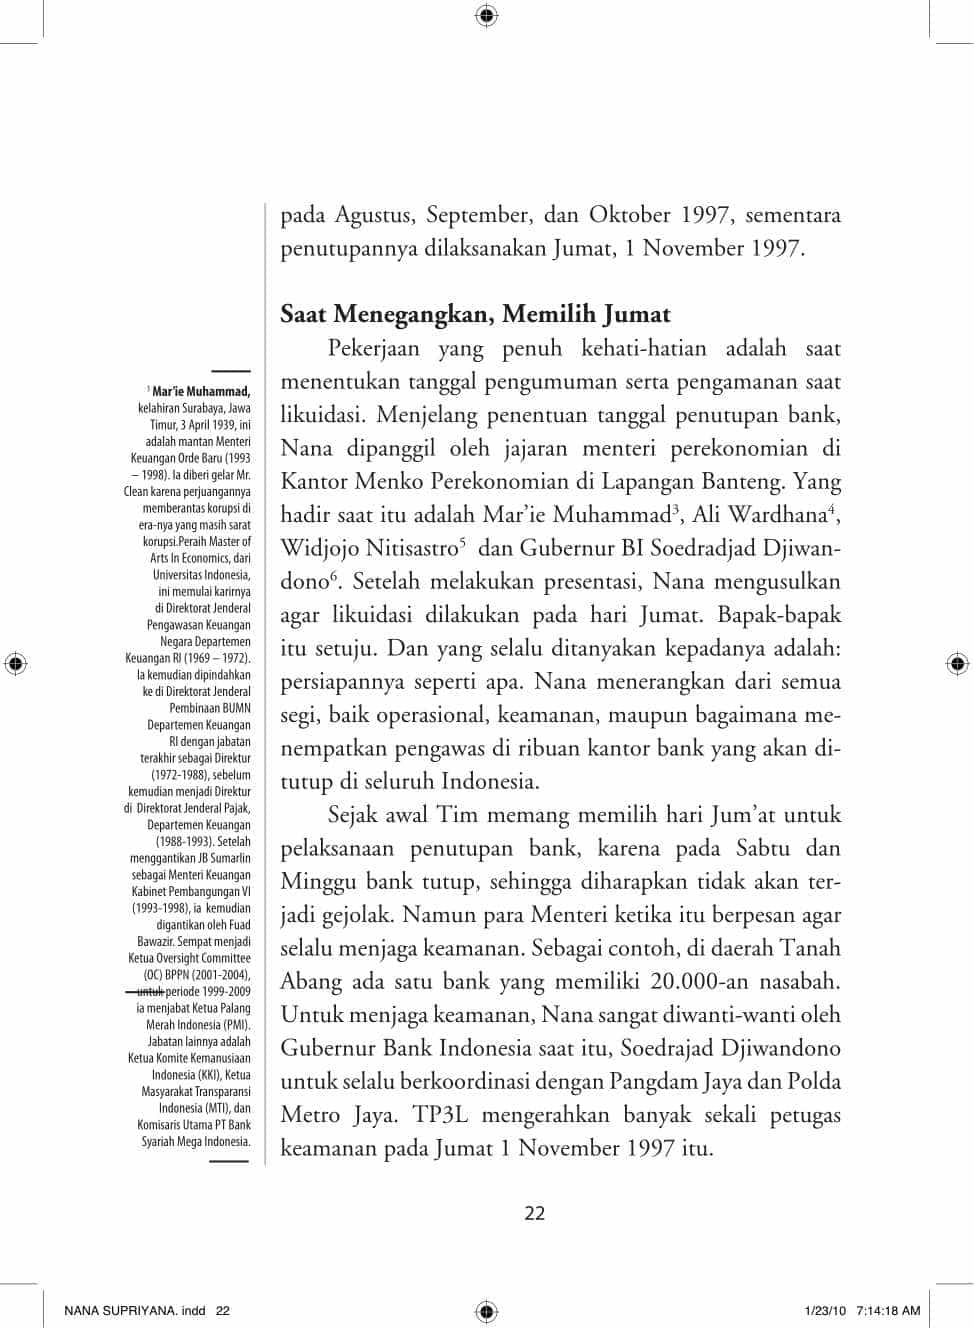 pada Agustus, September, dan Oktober 1997, sementara
penutupannya dilaksanakan Jumat, 1 November 1997.
Saat Menegangkan, Memilih Jumat
Pekerjaan yang penuh kehati-hatian adalah saat
menentukan tanggal pengumuman serta pengamanan saat
likuidasi. Menjelang penentuan tanggal penutupan bank,
Nana dipanggil oleh jajaran menteri perekonomian di
Kantor Menko Perekonomian di Lapangan Banteng. Yang
hadir saat itu adalah Mar’ie Muhammad³, Ali Wardhana⁴,
Widjojo Nitisastro⁵ dan Gubernur BI Soedradjad Djiwan-
dono⁶. Setelah melakukan presentasi, Nana mengusulkan
agar likuidasi dilakukan pada hari Jumat. Bapak-bapak
itu setuju. Dan yang selalu ditanyakan kepadanya adalah:
persiapannya seperti apa. Nana menerangkan dari semua
segi, baik operasional, keamanan, maupun bagaimana me-
nempatkan pengawas di ribuan kantor bank yang akan di-
tutup di seluruh Indonesia.
Sejak awal Tim memang memilih hari Jum’at untuk
pelaksanaan penutupan bank, karena pada Sabtu dan
Minggu bank tutup, sehingga diharapkan tidak akan ter-
jadi gejolak. Namun para Menteri ketika itu berpesan agar
selalu menjaga keamanan. Sebagai contoh, di daerah Tanah
Abang ada satu bank yang memiliki 20.000-an nasabah.
Untuk menjaga keamanan, Nana sangat diwanti-wanti oleh
Gubernur Bank Indonesia saat itu, Soedrajad Djiwandono
untuk selalu berkoordinasi dengan Pangdam Jaya dan Polda
Metro Jaya. TP3L mengerahkan banyak sekali petugas
keamanan pada Jumat 1 November 1997 itu.
³ Mar’ie Muhammad,
kelahiran Surabaya, Jawa
Timur, 3 April 1939, ini
adalah mantan Menteri
Keuangan Orde Baru (1993
– 1998). Ia diberi gelar Mr.
Clean karena perjuangannya
memberantas korupsi di
era-nya yang masih sarat
korupsi.Peraih Master of
Arts In Economics, dari
Universitas Indonesia,
ini memulai karirnya
di Direktorat Jenderal
Pengawasan Keuangan
Negara Departemen
Keuangan RI (1969 – 1972).
Ia kemudian dipindahkan
ke di Direktorat Jenderal
Pembinaan BUMN
Departemen Keuangan
RI dengan jabatan
terakhir sebagai Direktur
(1972-1988), sebelum
kemudian menjadi Direktur
di Direktorat Jenderal Pajak,
Departemen Keuangan
(1988-1993). Setelah
menggantikan JB Sumarlin
sebagai Menteri Keuangan
Kabinet Pembangungan VI
(1993-1998), ia kemudian
digantikan oleh Fuad
Bawazir. Sempat menjadi
Ketua Oversight Committee
(OC) BPPN (2001-2004),
untuk periode 1999-2009
ia menjabat Ketua Palang
Merah Indonesia (PMI).
Jabatan lainnya adalah
Ketua Komite Kemanusiaan
Indonesia (KKI), Ketua
Masyarakat Transparansi
Indonesia (MTI), dan
Komisaris Utama PT Bank
Syariah Mega Indonesia.
22
NANA SUPRIYANA. indd 22
1/23/10 7:14:18 AM